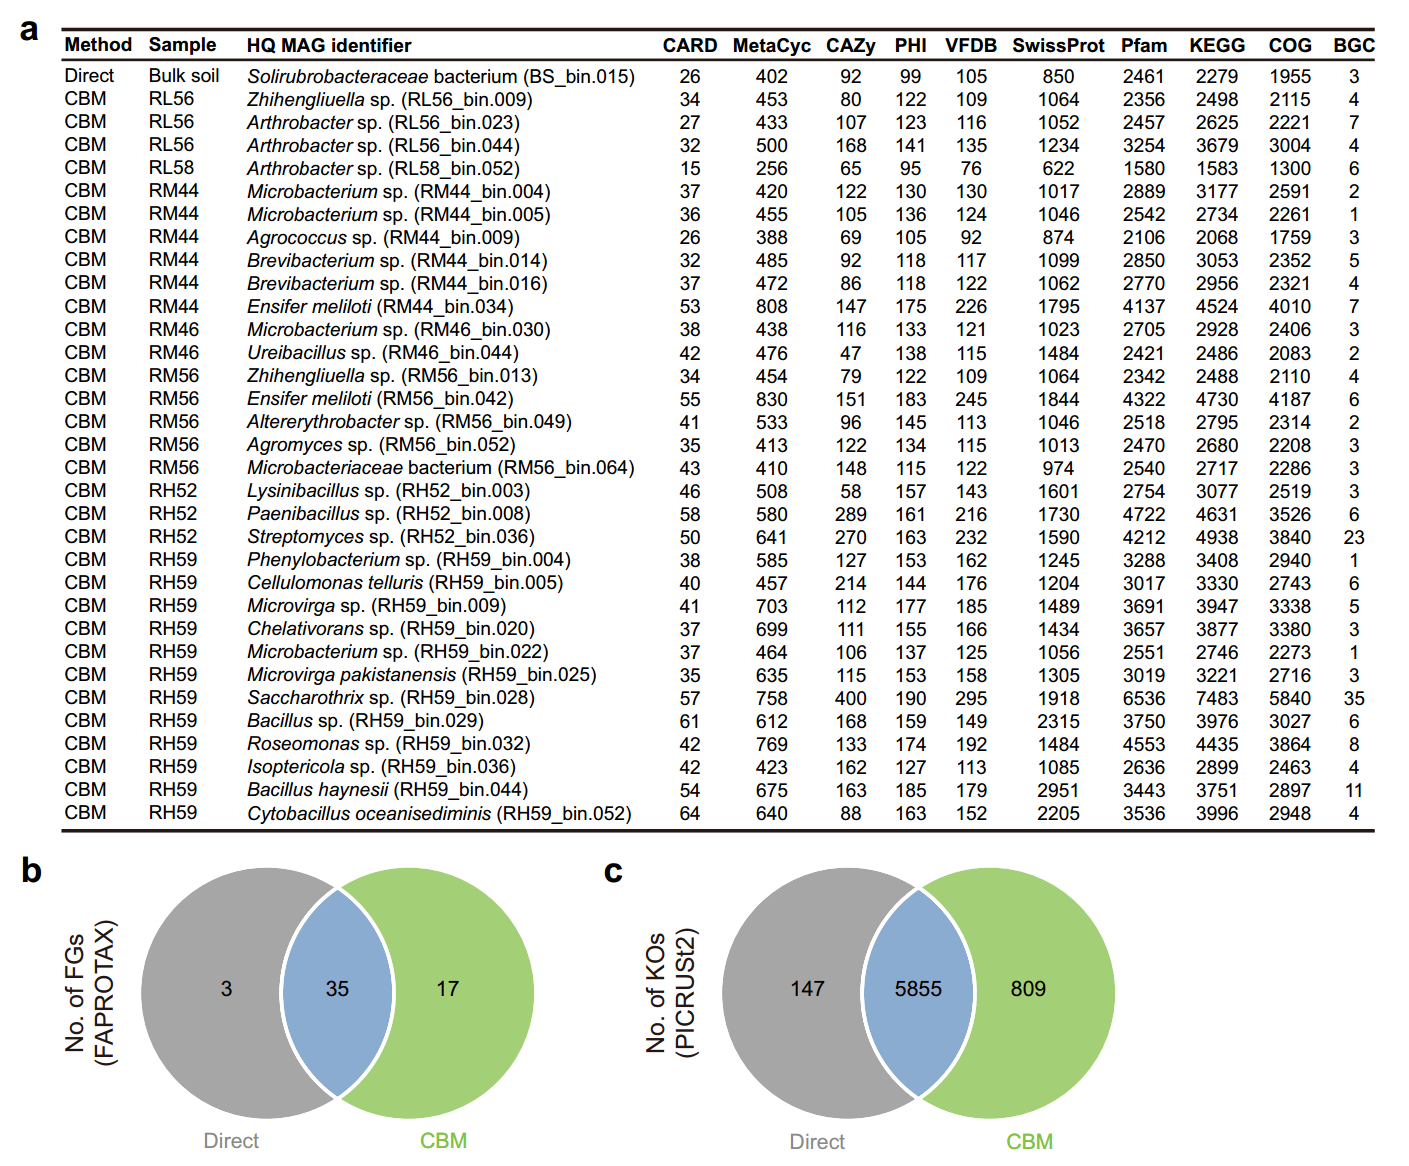 a
Method Sample HQ MAG identifier CARD MetaCyc CAZy PHI VFDB SwissProt Pfam KEGG COG BGC
Direct Bulk soil Solirubrobacteraceae bacterium (BS_bin.015) 26 402 92 99 105 850 2461 2279 1955 3
CBM RL56 Zhihengliuella sp. (RL56_bin.009) 34 453 80 122 109 1064 2356 2498 2115 4
CBM RL56 Arthrobacter sp. (RL56_bin.023) 27 433 107 123 116 1052 2457 2625 2221 7
CBM RL56 Arthrobacter sp. (RL56_bin.044) 32 500 168 141 135 1234 3254 3679 3004 4
CBM RL58 Arthrobacter sp. (RL58_bin.052) 15 256 65 95 76 622 1580 1583 1300 6
CBM RM44 Microbacterium sp. (RM44_bin.004) 37 420 122 130 130 1017 2889 3177 2591 2
CBM RM44 Microbacterium sp. (RM44_bin.005) 36 455 105 136 124 1046 2542 2734 2261 1
CBM RM44 Agrococcus sp. (RM44_bin.009) 26 388 69 105 92 874 2106 2068 1759 3
CBM RM44 Brevibacterium sp. (RM44_bin.014) 32 485 92 118 117 1099 2850 3053 2352 5
CBM RM44 Brevibacterium sp. (RM44_bin.016) 37 472 86 118 122 1062 2770 2956 2321 4
CBM RM44 Ensifer meliloti (RM44_bin.034) 53 808 147 175 226 1795 4137 4524 4010 7
CBM RM46 Microbacterium sp. (RM46_bin.030) 38 438 116 133 121 1023 2705 2928 2406 3
CBM RM46 Ureibacillus sp. (RM46_bin.044) 42 476 47 138 115 1484 2421 2486 2083 2
CBM RM56 Zhihengliuella sp. (RM56_bin.013) 34 454 79 122 109 1064 2342 2488 2110 4
CBM RM56 Ensifer meliloti (RM56_bin.042) 55 830 151 183 245 1844 4322 4730 4187 6
CBM RM56 Altererythrobacter sp. (RM56_bin.049) 41 533 96 145 113 1046 2518 2795 2314 2
CBM RM56 Agromyces sp. (RM56_bin.052) 35 413 122 134 115 1013 2470 2680 2208 3
CBM RM56 Microbacteriaceae bacterium (RM56_bin.064) 43 410 148 115 122 974 2540 2717 2286 3
CBM RH52 Lysinibacillus sp. (RH52_bin.003) 46 508 58 157 143 1601 2754 3077 2519 3
CBM RH52 Paenibacillus sp. (RH52_bin.008) 58 580 289 161 216 1730 4722 4631 3526 6
CBM RH52 Streptomyces sp. (RH52_bin.036) 50 641 270 163 232 1590 4212 4938 3840 23
CBM RH59 Phenylobacterium sp. (RH59_bin.004) 38 585 127 153 162 1245 3288 3408 2940 1
CBM RH59 Cellulomonas telluris (RH59_bin.005) 40 457 214 144 176 1204 3017 3330 2743 6
CBM RH59 Microvirga sp. (RH59_bin.009) 41 703 112 177 185 1489 3691 3947 3338 5
CBM RH59 Chelativorans sp. (RH59_bin.020) 37 699 111 155 166 1434 3657 3877 3380 3
CBM RH59 Microbacterium sp. (RH59_bin.022) 37 464 106 137 125 1056 2551 2746 2273 1
CBM RH59 Microvirga pakistanensis (RH59_bin.025) 35 635 115 153 158 1305 3019 3221 2716 3
CBM RH59 Saccharothrix sp. (RH59_bin.028) 57 758 400 190 295 1918 6536 7483 5840 35
CBM RH59 Bacillus sp. (RH59_bin.029) 61 612 168 159 149 2315 3750 3976 3027 6
CBM RH59 Roseomonas sp. (RH59_bin.032) 42 769 133 174 192 1484 4553 4435 3864 8
CBM RH59 Isoptericola sp. (RH59_bin.036) 42 423 162 127 113 1085 2636 2899 2463 4
CBM RH59 Bacillus haynesii (RH59_bin.044) 54 675 163 185 179 2951 3443 3751 2897 11
CBM RH59 Cytobacillus oceanisediminis (RH59_bin.052) 64 640 88 163 152 2205 3536 3996 2948 4
b
No. of FGs
(FAPROTAX)
3 35 17
Direct CBM
c
No. of KOs
(PICRUSt2)
147 5855 809
Direct CBM